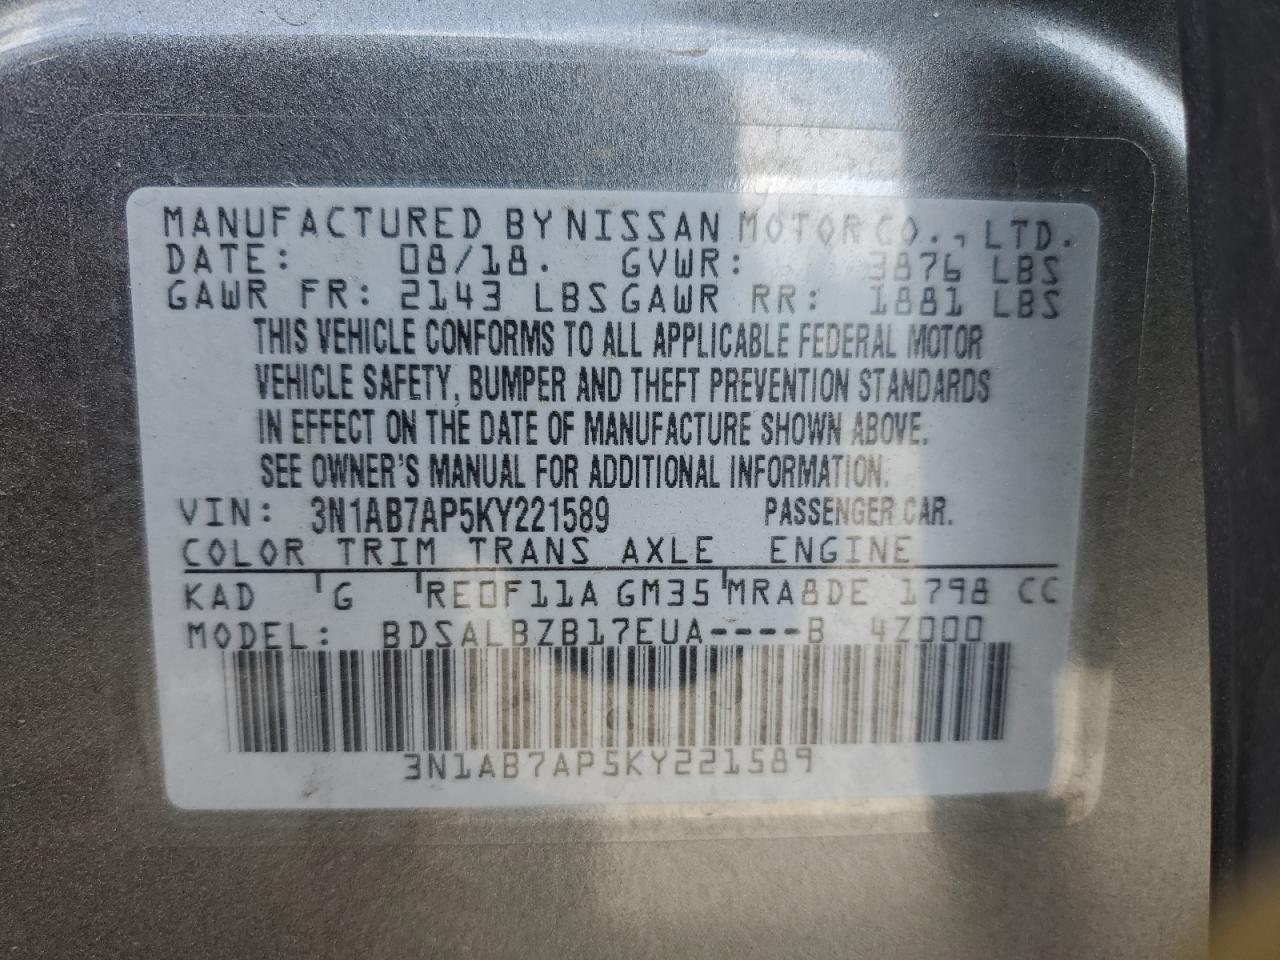 MANUFACTURED BY NISSAN MOTOR CO., LTD.
DATE: 08/18. GVWR: 3876 LBS
GAWR FR: 2143 LBS GAWR RR: 1881 LBS
THIS VEHICLE CONFORMS TO ALL APPLICABLE FEDERAL MOTOR
VEHICLE SAFETY, BUMPER AND THEFT PREVENTION STANDARDS
IN EFFECT ON THE DATE OF MANUFACTURE SHOWN ABOVE.
SEE OWNER'S MANUAL FOR ADDITIONAL INFORMATION.
VIN: 3N1AB7AP5KY221589 PASSENGER CAR.
COLOR TRIM TRANS AXLE ENGINE
KAD G RE0F11A GM35 MRA8DE 1798 CC
MODEL: BDSALBZB17EUA----B 4Z000
3N1AB7AP5KY221589